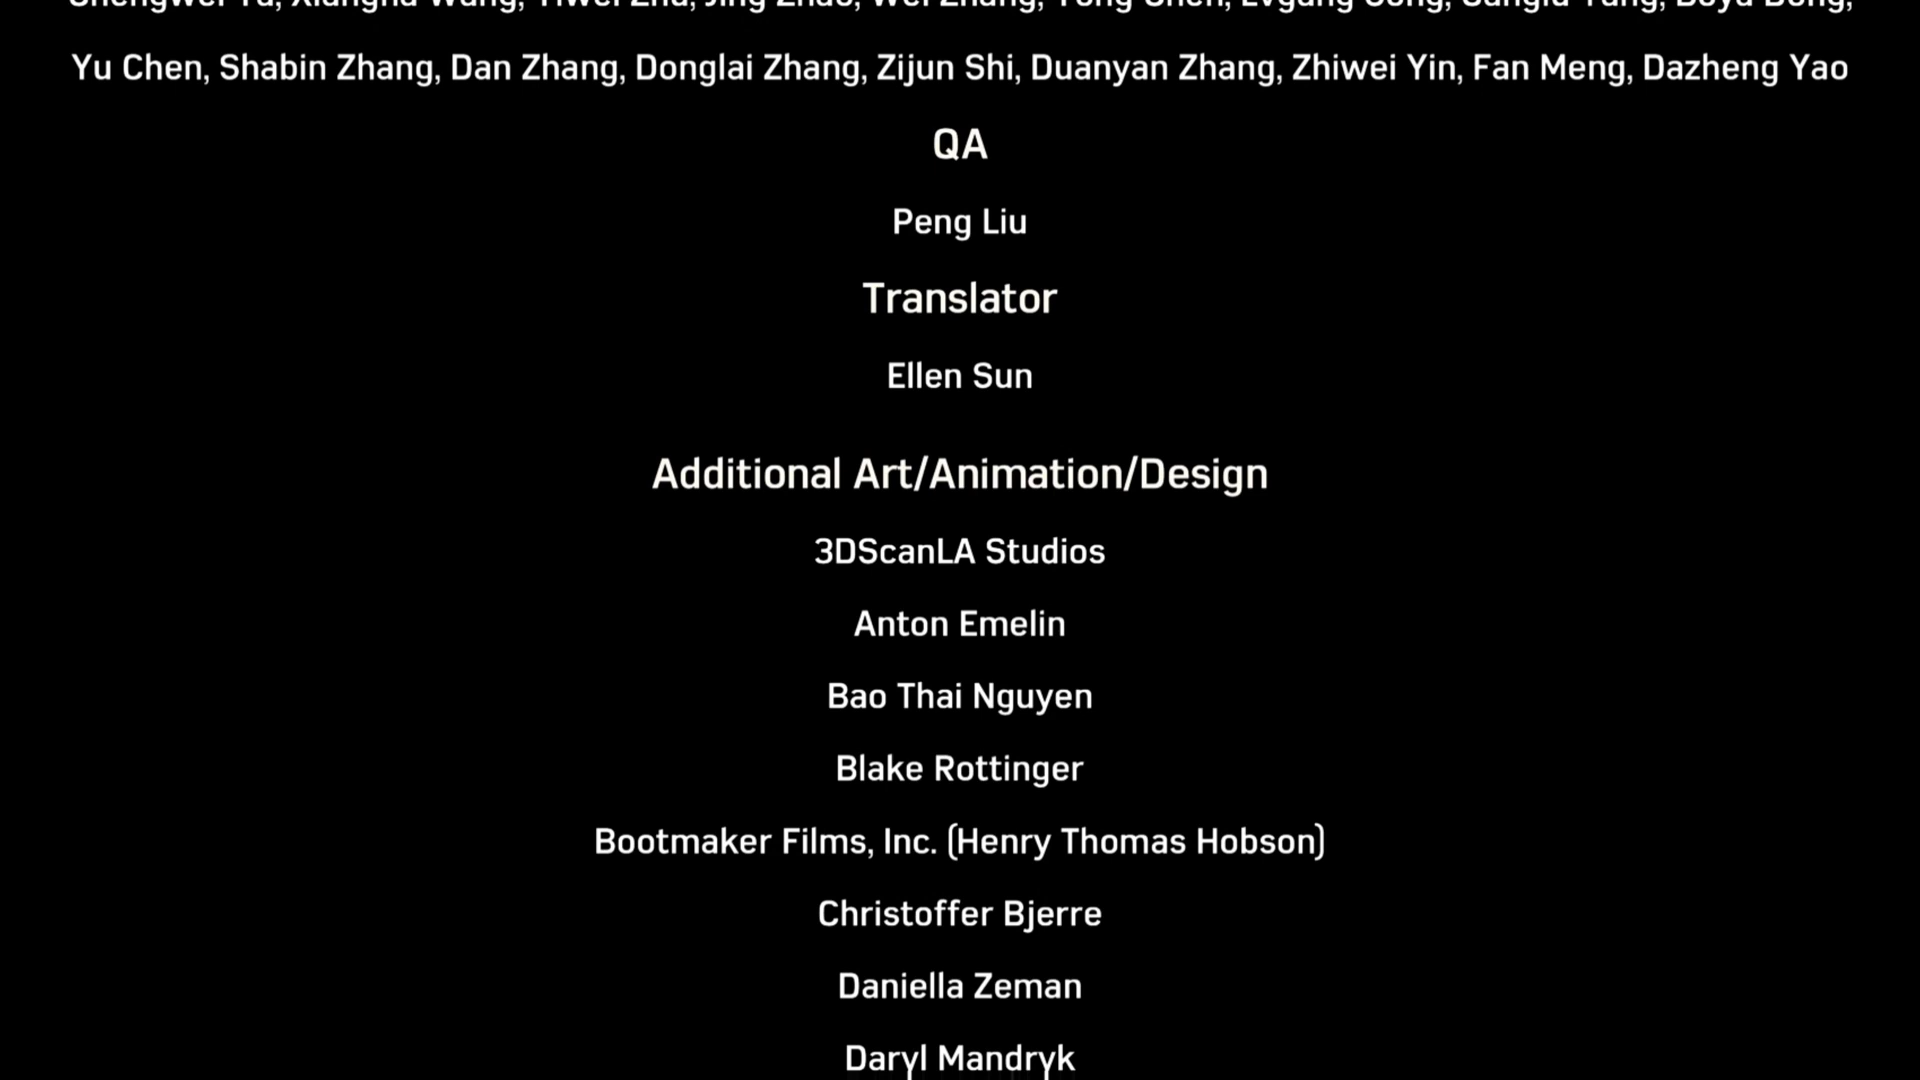 Yu Chen, Shabin Zhang, Dan Zhang, Donglai Zhang, Zijun Shi, Duanyan Zhang, Zhiwei Yin, Fan Meng, Dazheng Yao
QA
Peng Liu
Translator
Ellen Sun
Additional Art/Animation/Design
3DScanLA Studios
Anton Emelin
Bao Thai Nguyen
Blake Rottinger
Bootmaker Films, Inc. (Henry Thomas Hobson)
Christoffer Bjerre
Daniella Zeman
Daryl Mandryk